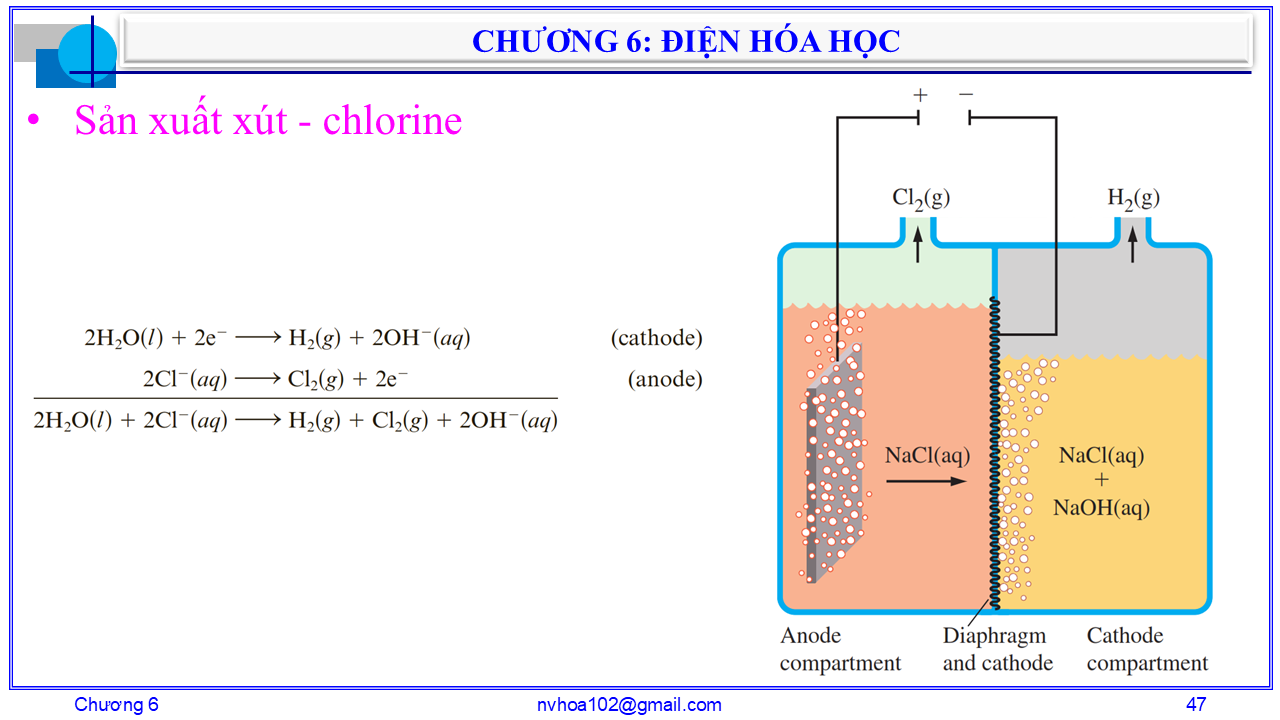 CHƯƠNG 6: ĐIỆN HÓA HỌC
• Sản xuất xút - chlorine
2H₂O(l) + 2e⁻ ⟶ H₂(g) + 2OH⁻(aq) (cathode)
2Cl⁻(aq) ⟶ Cl₂(g) + 2e⁻ (anode)
2H₂O(l) + 2Cl⁻(aq) ⟶ H₂(g) + Cl₂(g) + 2OH⁻(aq)
+ −
Cl₂(g)
H₂(g)
NaCl(aq)
NaCl(aq)
+
NaOH(aq)
Anode
compartment
Diaphragm
and cathode
Cathode
compartment
Chương 6
nvhoa102@gmail.com
47